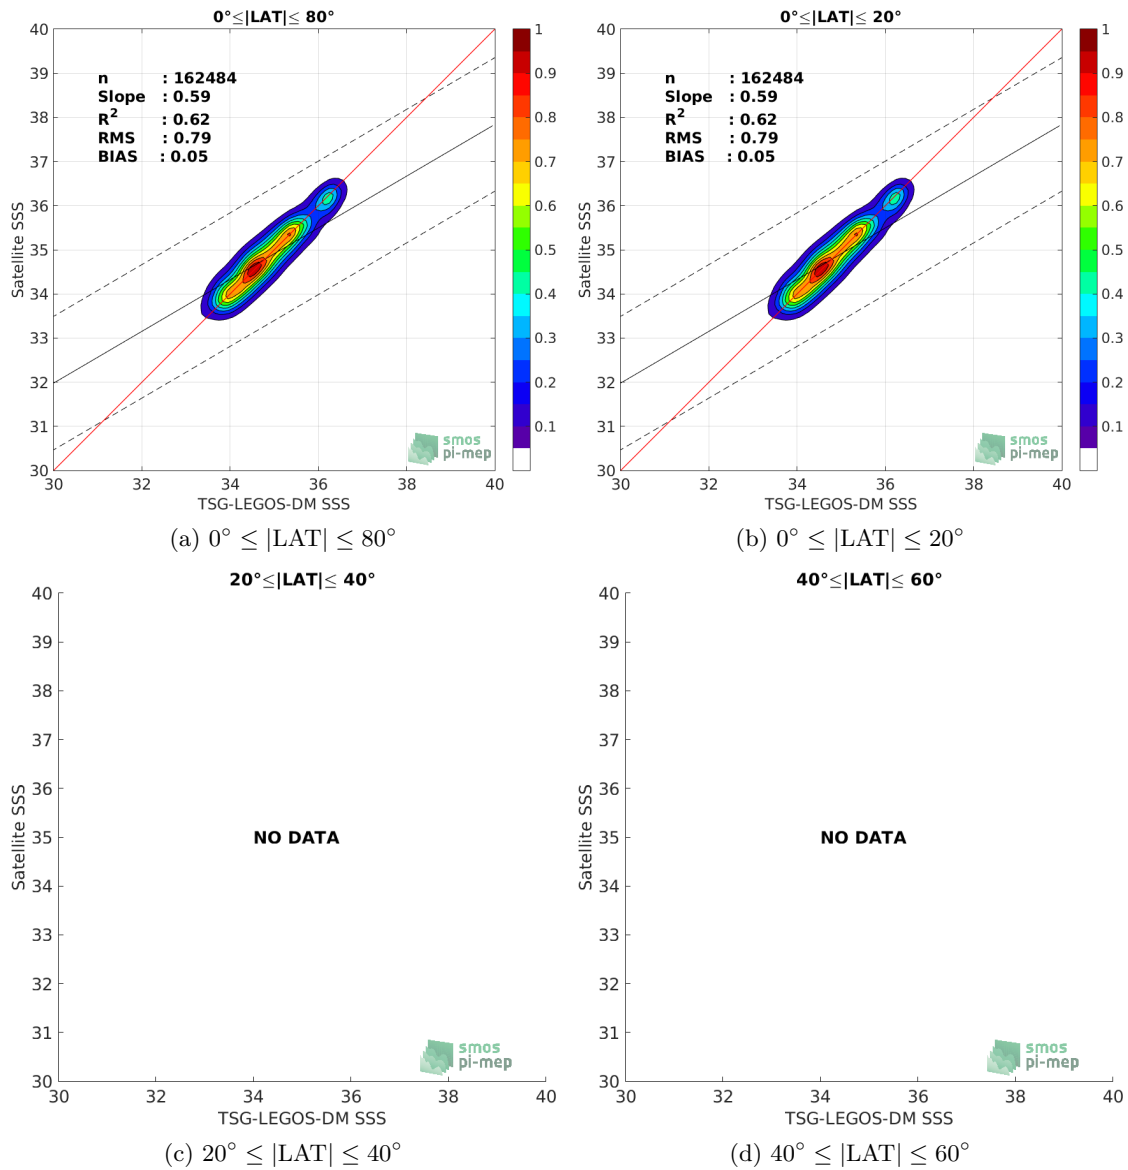 0°≤|LAT|≤ 80°
40
39
38
37
36
35
34
33
32
31
30
Satellite SSS
n : 162484
Slope : 0.59
R² : 0.62
RMS : 0.79
BIAS : 0.05
smos
pi-mep
30 32 34 36 38 40
TSG-LEGOS-DM SSS
1
0.9
0.8
0.7
0.6
0.5
0.4
0.3
0.2
0.1
(a) 0° ≤ |LAT| ≤ 80°
0°≤|LAT|≤ 20°
40
39
38
37
36
35
34
33
32
31
30
Satellite SSS
n : 162484
Slope : 0.59
R² : 0.62
RMS : 0.79
BIAS : 0.05
smos
pi-mep
30 32 34 36 38 40
TSG-LEGOS-DM SSS
1
0.9
0.8
0.7
0.6
0.5
0.4
0.3
0.2
0.1
(b) 0° ≤ |LAT| ≤ 20°
20°≤|LAT|≤ 40°
40
39
38
37
36
35
34
33
32
31
30
Satellite SSS
NO DATA
smos
pi-mep
30 32 34 36 38 40
TSG-LEGOS-DM SSS
(c) 20° ≤ |LAT| ≤ 40°
40°≤|LAT|≤ 60°
40
39
38
37
36
35
34
33
32
31
30
Satellite SSS
NO DATA
smos
pi-mep
30 32 34 36 38 40
TSG-LEGOS-DM SSS
(d) 40° ≤ |LAT| ≤ 60°